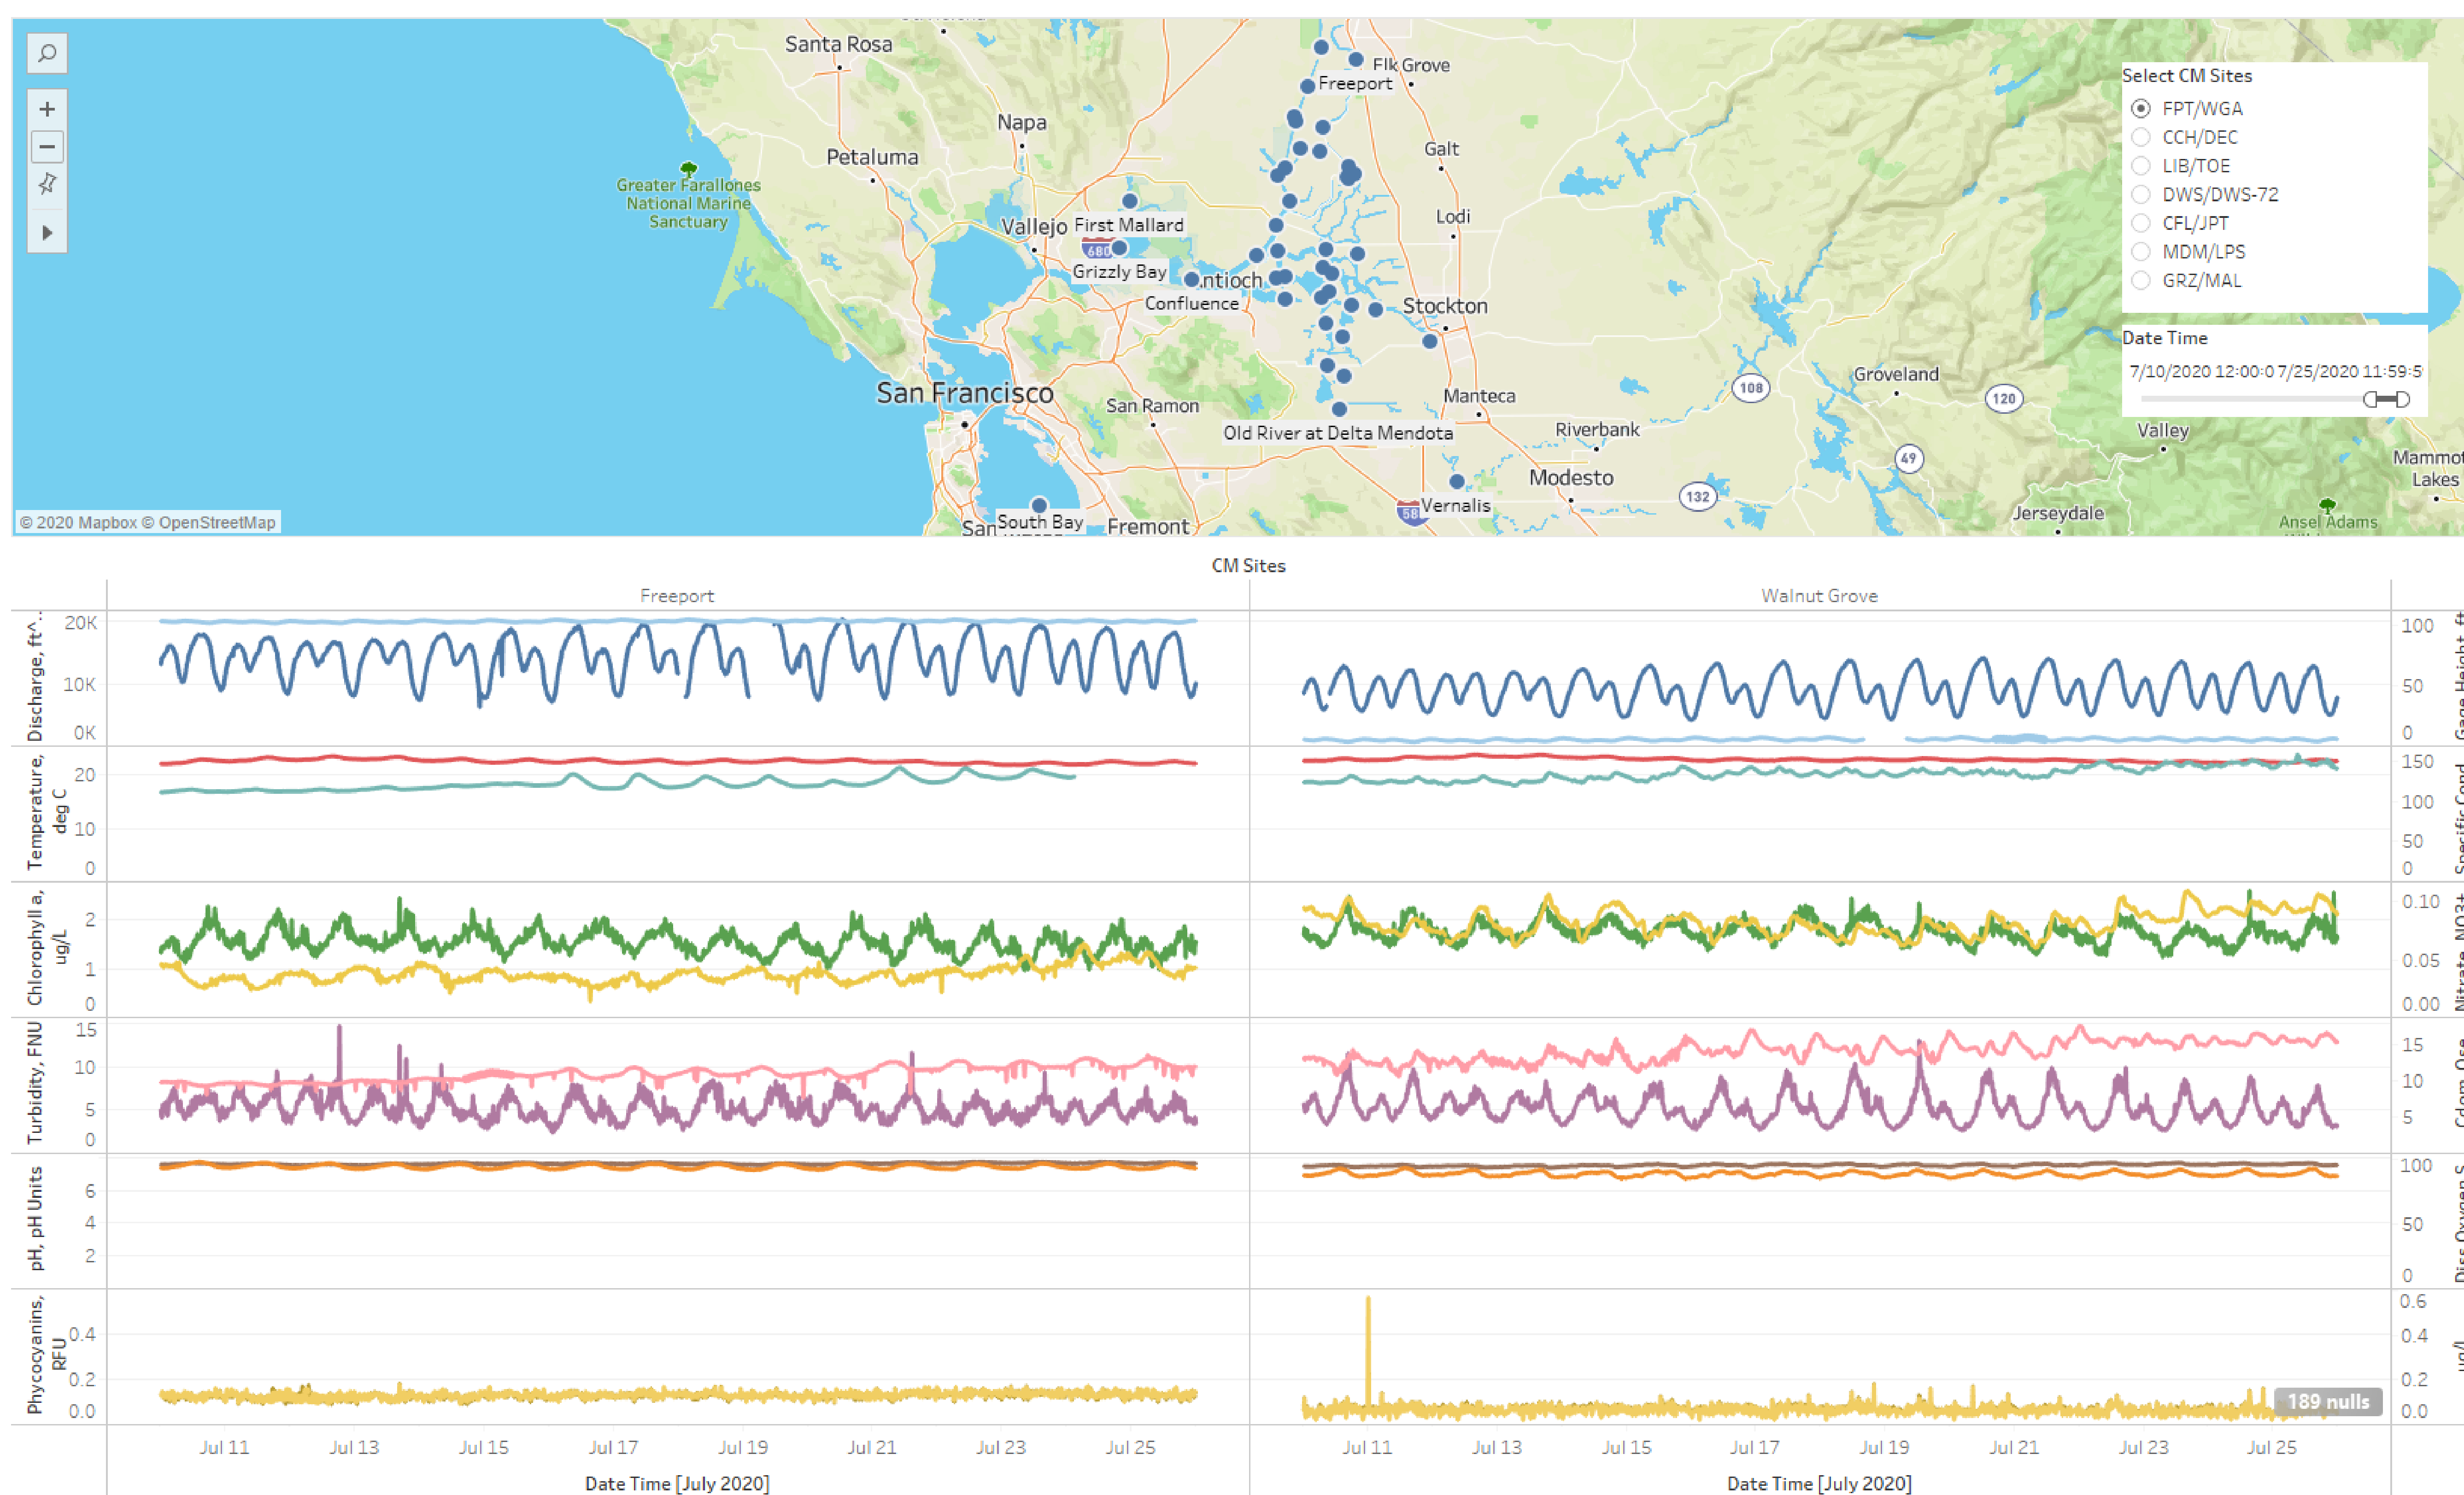 Santa Rosa
Elk Grove
Freeport
Napa
Petaluma
Galt
Greater Farallones
National Marine
Sanctuary
Vallejo
First Mallard
Lodi
680
Grizzly Bay
Confluence
Stockton
San Francisco
San Ramon
Manteca
108
Groveland
120
Old River at Delta Mendota
Riverbank
Valley
49
Modesto
132
Lakes
Vernalis
South Bay
Fremont
Jerseydale
Ansel Adams
© 2020 Mapbox © OpenStreetMap
Select CM Sites
FPT/WGA
CCH/DEC
LIB/TOE
DWS/DWS-72
CFL/JPT
MDM/LPS
GRZ/MAL
Date Time
7/10/2020 12:00:0 7/25/2020 11:59:5
CM Sites
Freeport
Walnut Grove
Discharge, ft^..
20K
10K
0K
100
50
0
Temperature,
deg C
20
10
0
150
100
50
0
Chlorophyll a,
ug/L
2
1
0
0.10
0.05
0.00
Turbidity, FNU
15
10
5
0
15
10
5
pH, pH Units
6
4
2
100
50
0
Phycocyanins,
RFU
0.4
0.2
0.0
0.6
0.4
0.2
0.0
189 nulls
Jul 11
Jul 13
Jul 15
Jul 17
Jul 19
Jul 21
Jul 23
Jul 25
Jul 11
Jul 13
Jul 15
Jul 17
Jul 19
Jul 21
Jul 23
Jul 25
Date Time [July 2020]
Date Time [July 2020]